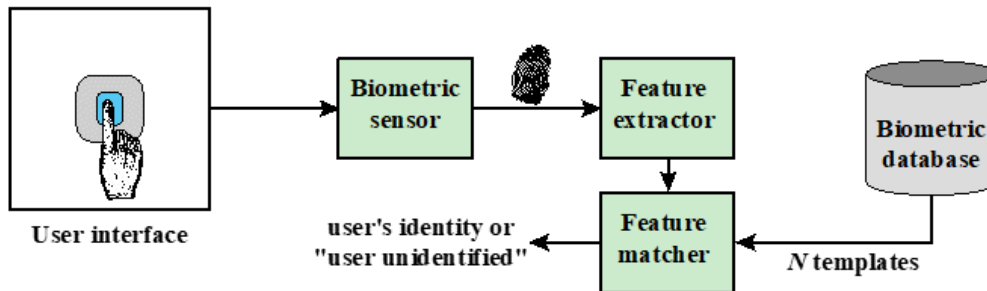 User interface
Biometric
sensor
Feature
extractor
Biometric
database
Feature
matcher
N templates
user's identity or
"user unidentified"